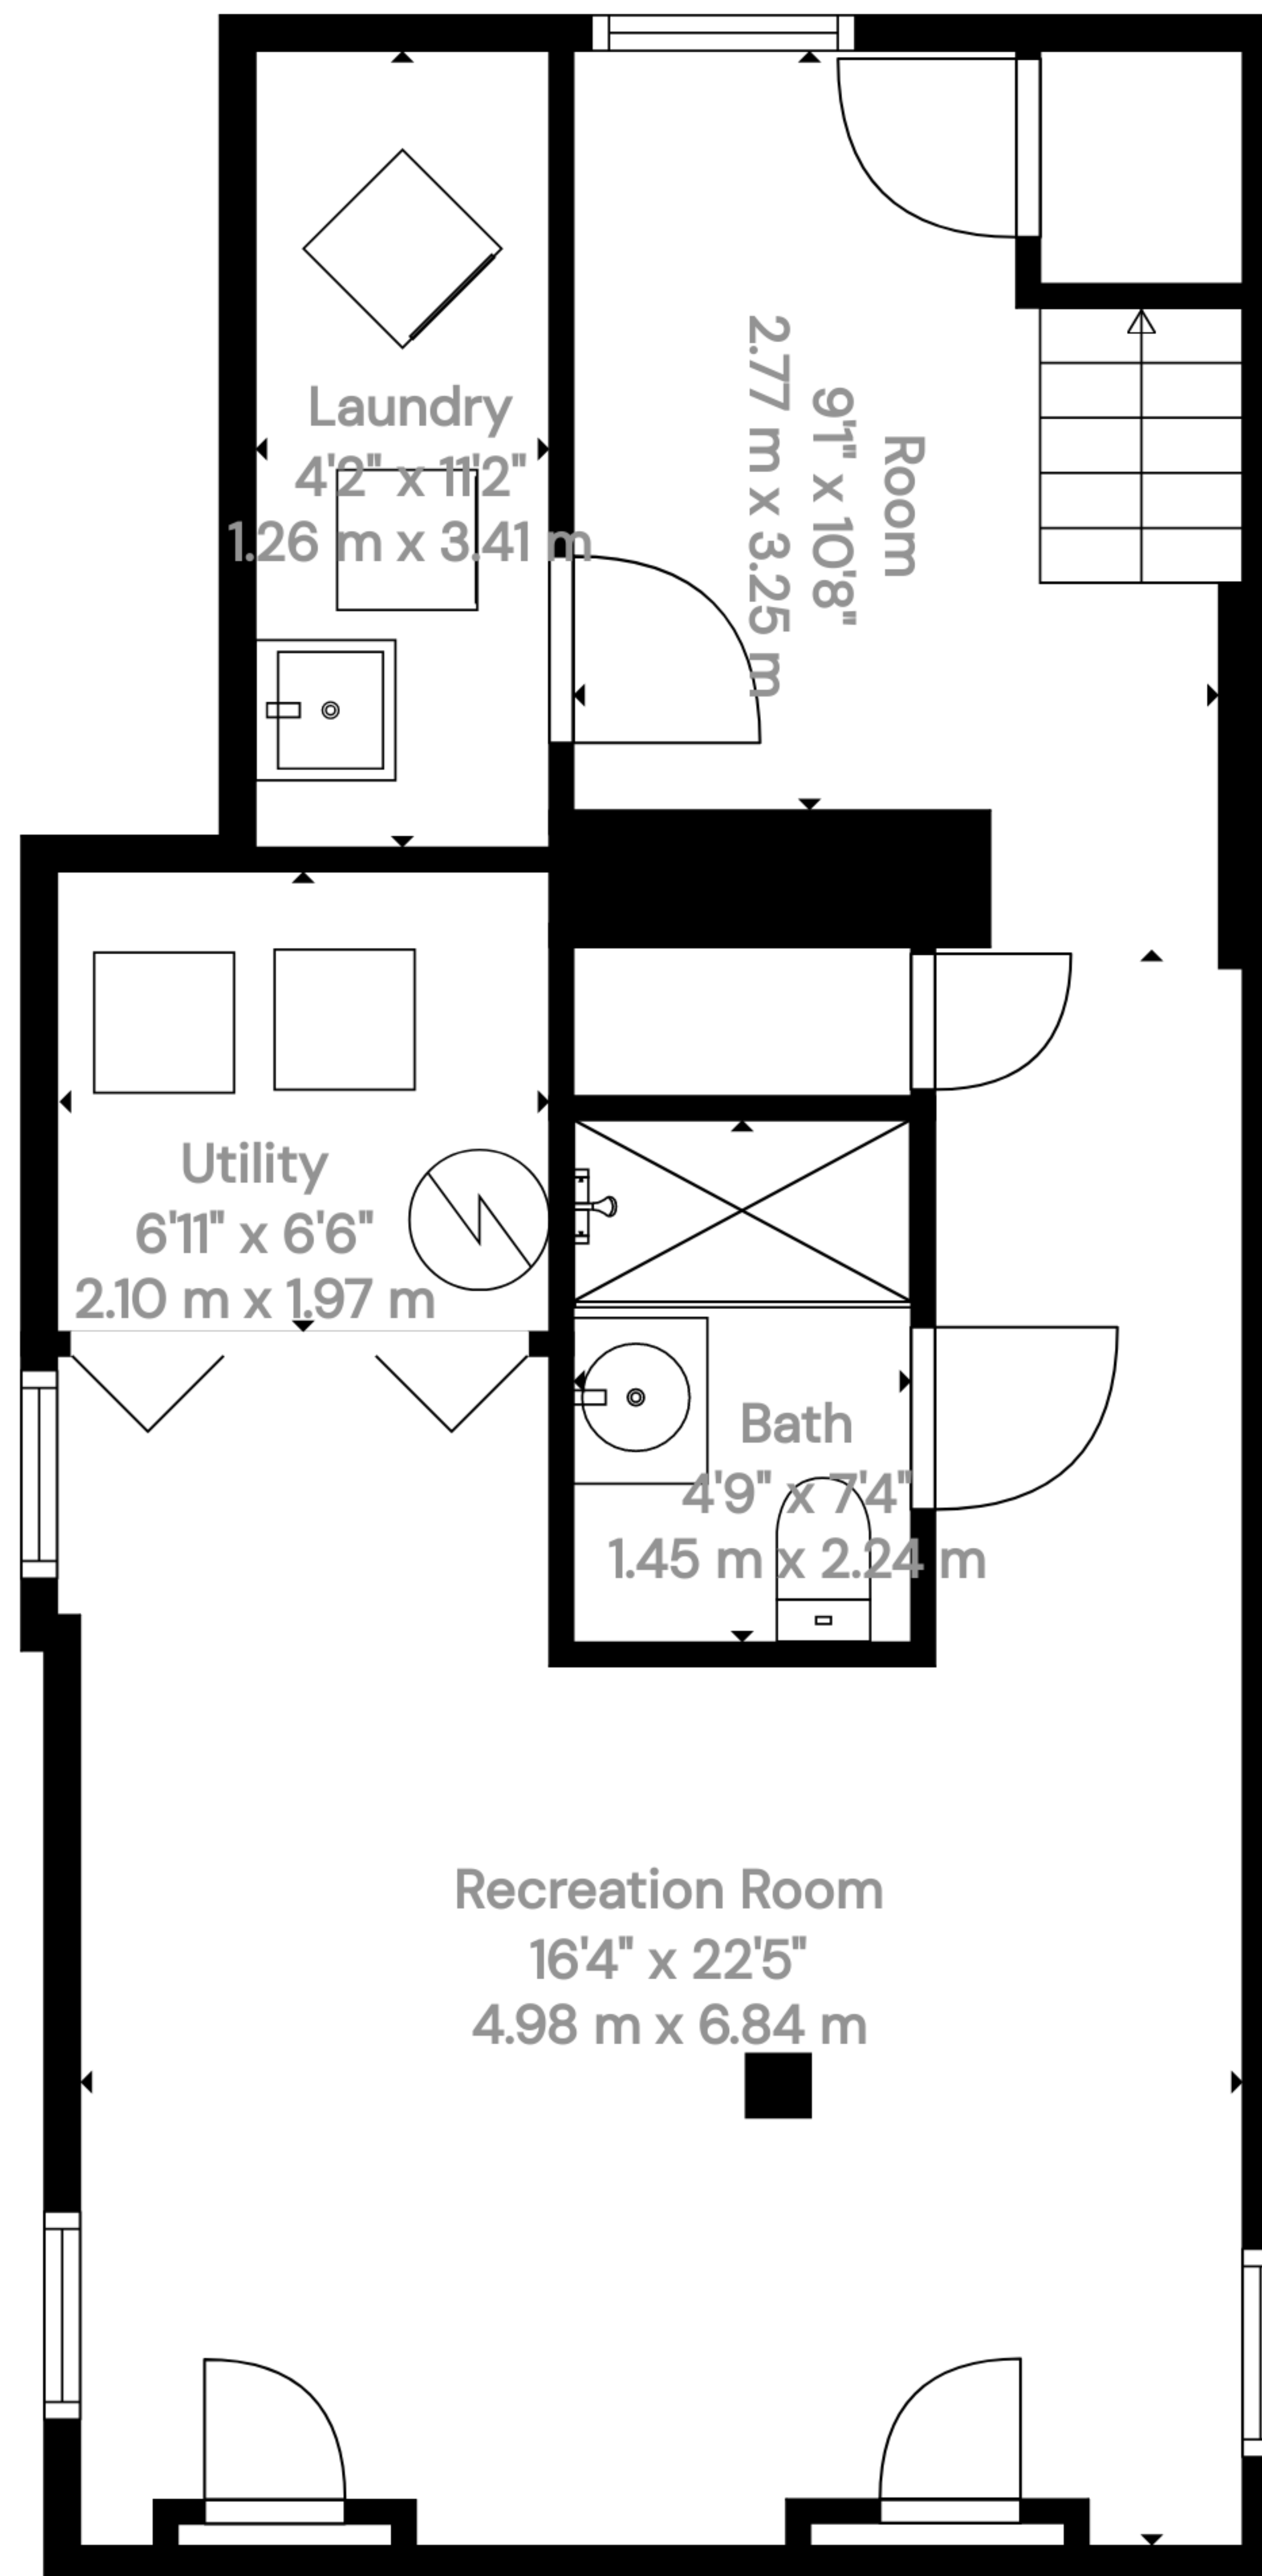 Laundry
4'2" x 11'2"
1.26 m x 3.41 m
Room
9'1" x 10'8"
2.77 m x 3.25 m
Utility
6'11" x 6'6"
2.10 m x 1.97 m
Bath
4'9" x 7'4"
1.45 m x 2.24 m
Recreation Room
16'4" x 22'5"
4.98 m x 6.84 m